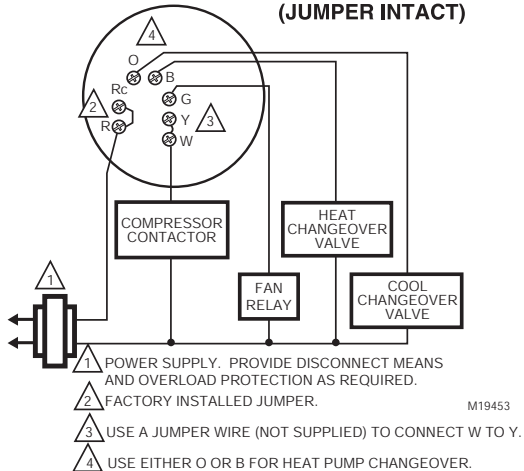 (JUMPER INTACT)
4
O
B
Rc
G
2
R
Y
3
W
COMPRESSOR
CONTACTOR
HEAT
CHANGEOVER
VALVE
1
FAN
RELAY
COOL
CHANGEOVER
VALVE
1 POWER SUPPLY. PROVIDE DISCONNECT MEANS
AND OVERLOAD PROTECTION AS REQUIRED.
2 FACTORY INSTALLED JUMPER.
M19453
3 USE A JUMPER WIRE (NOT SUPPLIED) TO CONNECT W TO Y.
4 USE EITHER O OR B FOR HEAT PUMP CHANGEOVER.